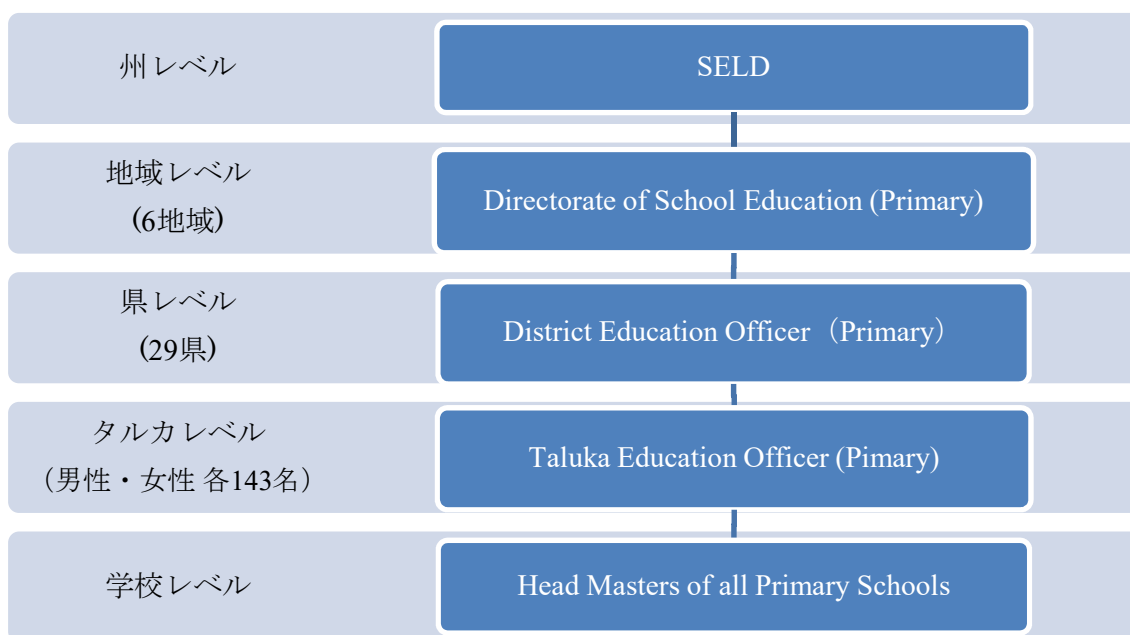 州レベル
SELD
地域レベル
(6地域)
Directorate of School Education (Primary)
県レベル
(29県)
District Education Officer（Primary）
タルカレベル
（男性・女性 各143名）
Taluka Education Officer (Pimary)
学校レベル
Head Masters of all Primary Schools